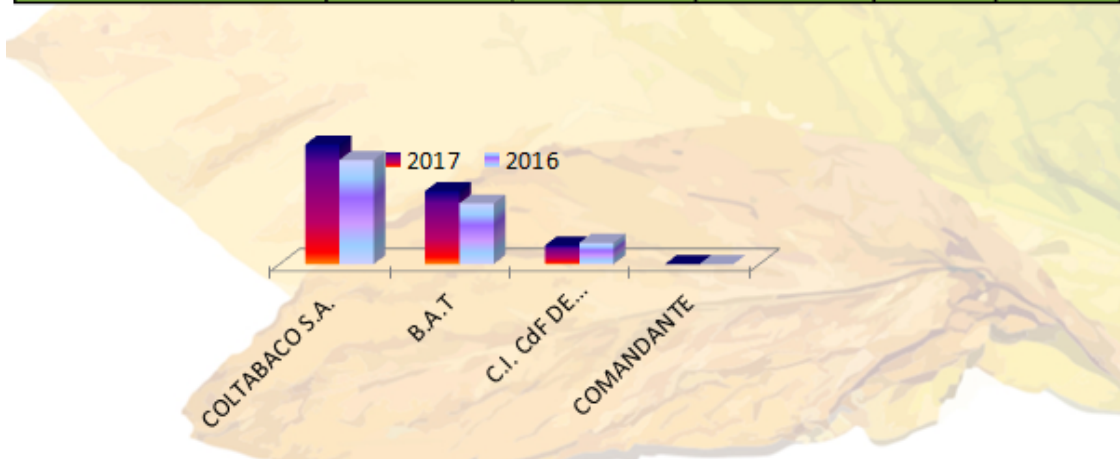 2017 2016
COLTABACO S.A.
B.A.T
C.I. CdF DE...
COMANDANTE